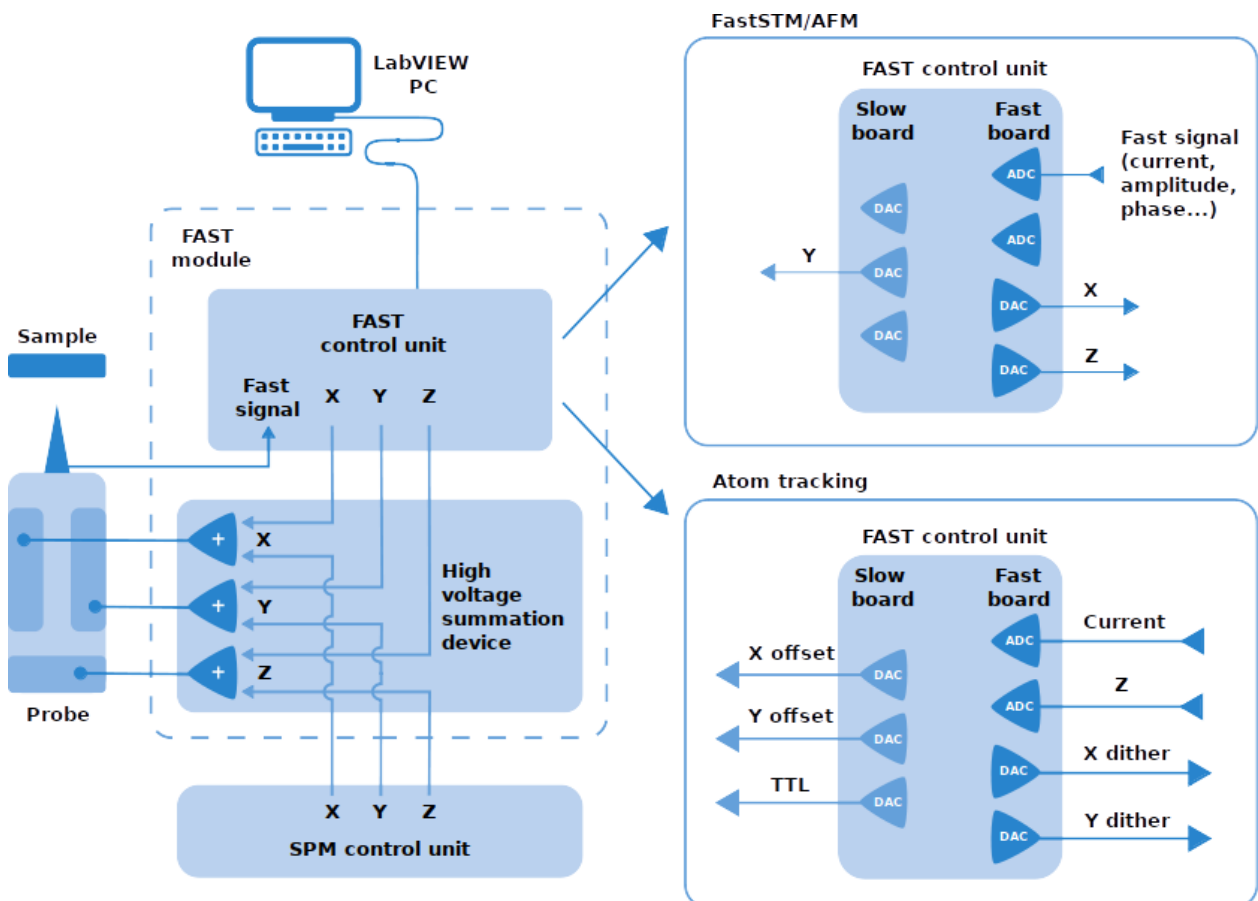 LabVIEW
PC
FAST
module
FAST
control unit
Fast
signal
X Y Z
Sample
Probe
+ X
+ Y
+ Z
High
voltage
summation
device
X Y Z
SPM control unit
FastSTM/AFM
FAST control unit
Slow
board
Fast
board
DAC
DAC
DAC
Y
ADC
ADC
DAC
DAC
Fast signal
(current,
amplitude,
phase...)
X
Z
Atom tracking
FAST control unit
Slow
board
Fast
board
X offset
DAC
Y offset
DAC
TTL
DAC
ADC
Current
ADC
Z
DAC
X dither
DAC
Y dither